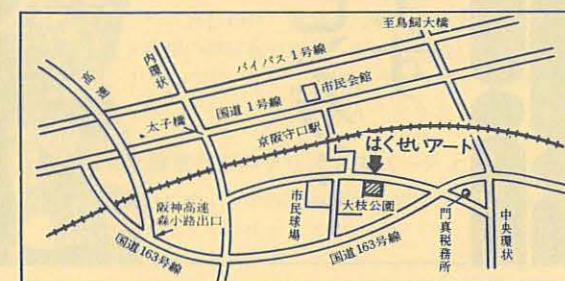 至鳥飼大橋
内環状
高速
バイパス1号線
市民会館
国道1号線
太子橋
京阪守口駅
はくせいアート
阪神高速
森小路出口
市民球場
大枝公園
門真税務所
中央環状
国道163号線
国道163号線